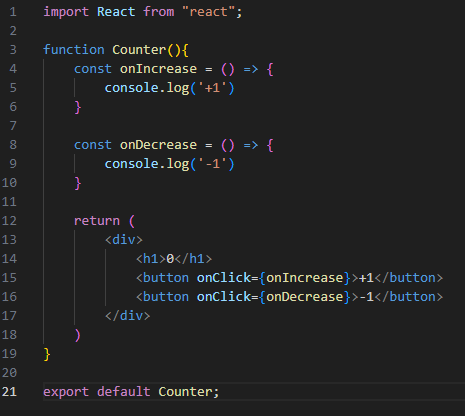 1 import React from "react";
2
3 function Counter(){
4     const onIncrease = () => {
5         console.log('+1')
6     }
7
8     const onDecrease = () => {
9         console.log('-1')
10     }
11
12     return (
13         <div>
14             <h1>0</h1>
15             <button onClick={onIncrease}>+1</button>
16             <button onClick={onDecrease}>-1</button>
17         </div>
18     )
19 }
20
21 export default Counter;